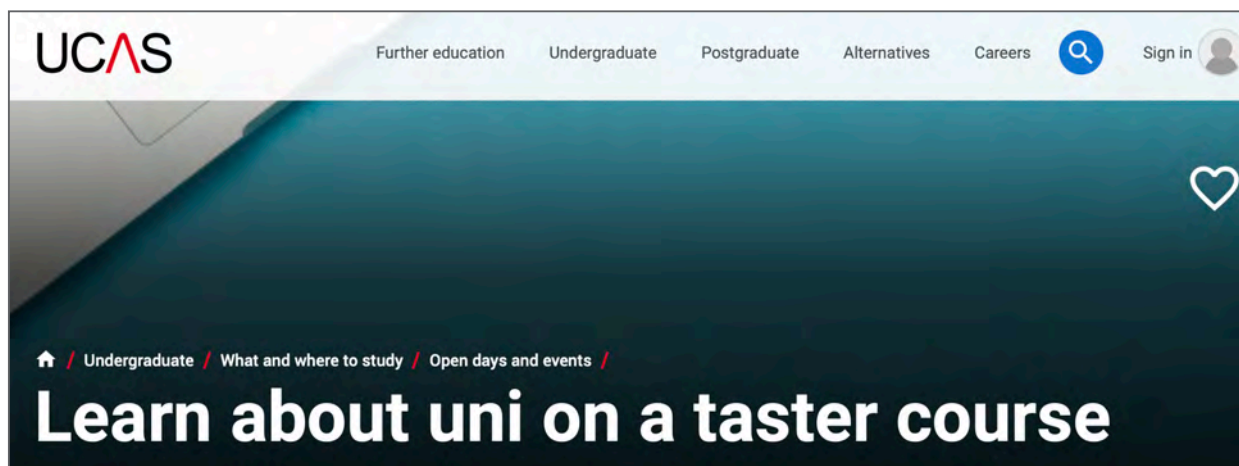 UCAS
Further education Undergraduate Postgraduate Alternatives Careers Sign in
/ Undergraduate / What and where to study / Open days and events /
Learn about uni on a taster course